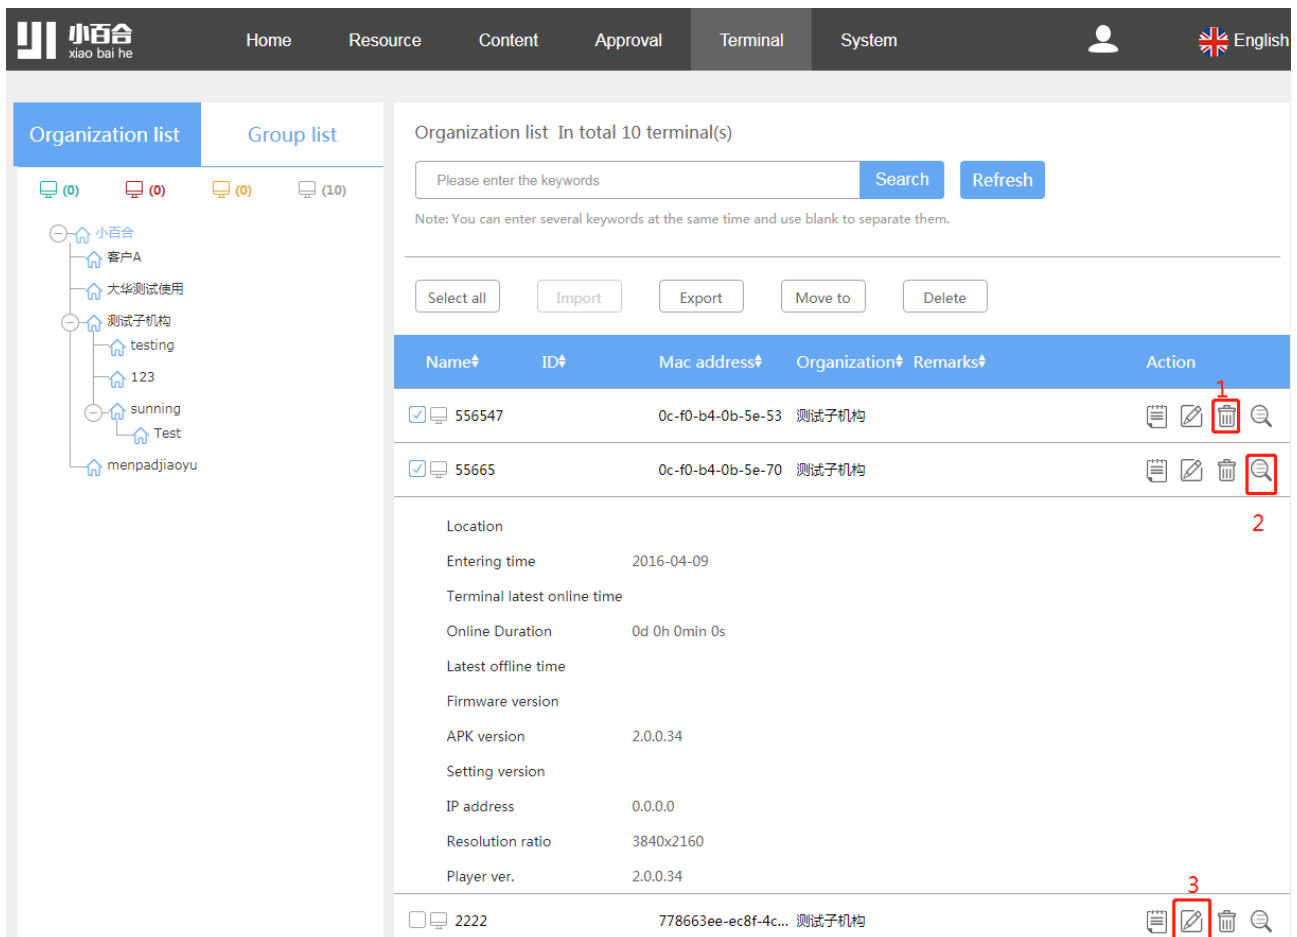 小百合
xiao bai he
Home Resource Content Approval Terminal System English
Organization list Group list
(0) (0) (0) (10)
小百合
客户A
大华测试使用
测试子机构
testing
123
sunning
Test
menpadjiaoyu
Organization list In total 10 terminal(s)
Please enter the keywords Search Refresh
Note: You can enter several keywords at the same time and use blank to separate them.
Select all Import Export Move to Delete
Name ID Mac address Organization Remarks Action
1
556547 0c-f0-b4-0b-5e-53 测试子机构
55665 0c-f0-b4-0b-5e-70 测试子机构
2
Location
Entering time 2016-04-09
Terminal latest online time
Online Duration 0d 0h 0min 0s
Latest offline time
Firmware version
APK version 2.0.0.34
Setting version
IP address 0.0.0.0
Resolution ratio 3840x2160
Player ver. 2.0.0.34
3
2222 778663ee-ec8f-4c... 测试子机构